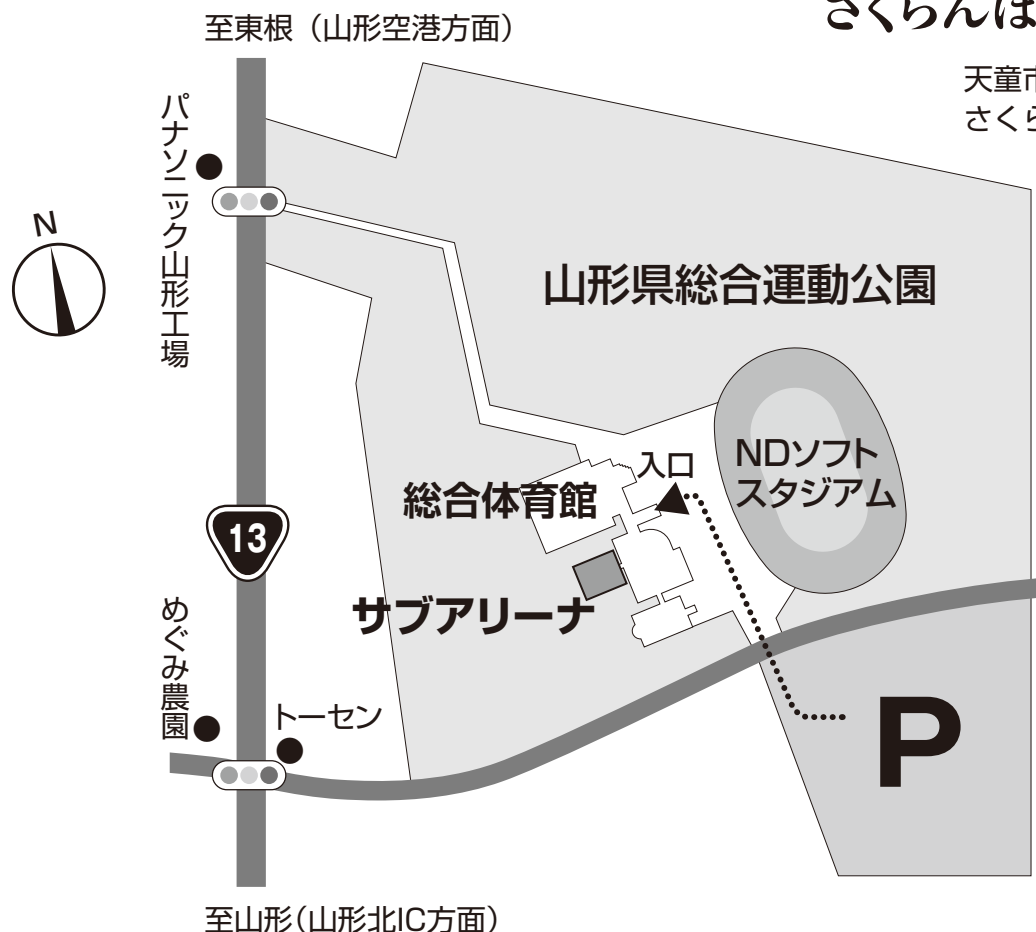 至東根（山形空港方面）
さくらんぼ
天童市
さくら
パナソニック山形工場
N
山形県総合運動公園
NDソフト
スタジアム
入口
総合体育館
13
サブアリーナ
めぐみ農園
トーセン
P
至山形（山形北IC方面）